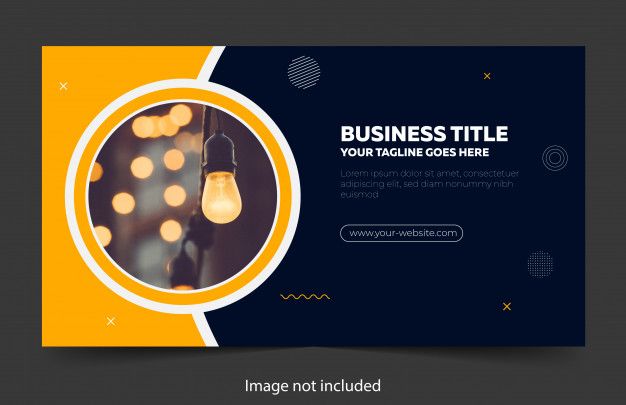 BUSINESS TITLE
YOUR TAGLINE GOES HERE
Lorem ipsum dolor sit amet, consectetuer
adipiscing elit, sed diam nonummy nibh
euismod
www.your-website.com
Image not included